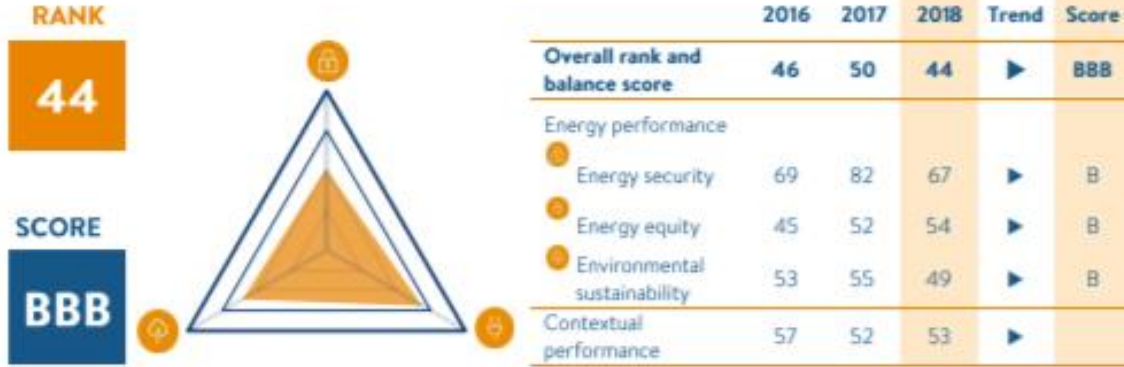 RANK
44
SCORE
BBB
2016 2017 2018 Trend Score
Overall rank and
balance score 46 50 44 ▶ BBB
Energy performance
Energy security 69 82 67 ▶ B
Energy equity 45 52 54 ▶ B
Environmental
sustainability 53 55 49 ▶ B
Contextual
performance 57 52 53 ▶